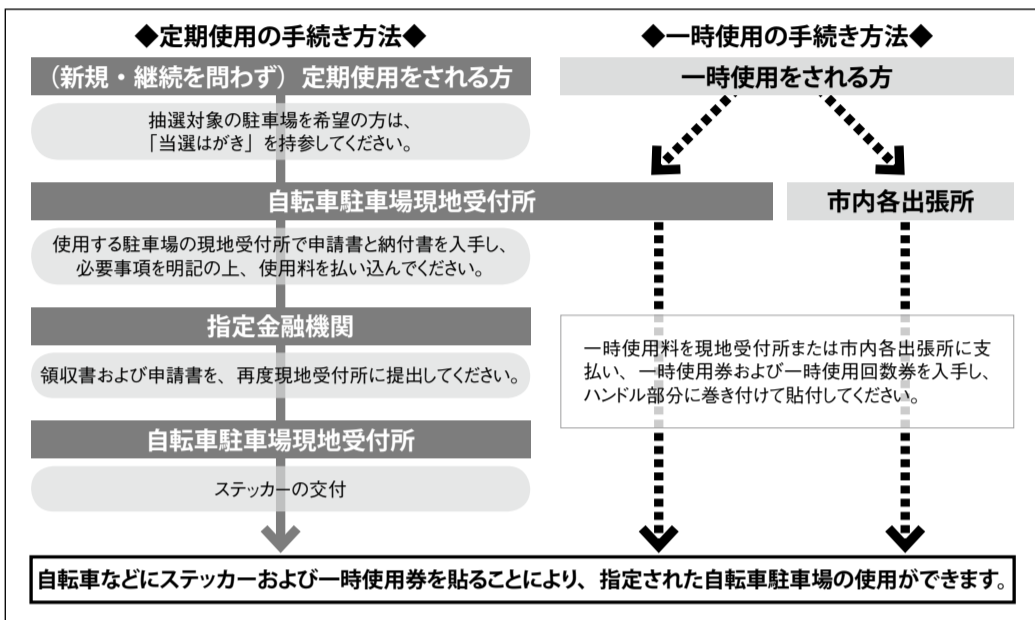 ◆定期使用の手続き方法◆
（新規・継続を問わず）定期使用をされる方
抽選対象の駐車場を希望の方は、
「当選はがき」を持参してください。
自転車駐車場現地受付所
使用する駐車場の現地受付所で申請書と納付書を入手し、
必要事項を明記の上、使用料を払い込んでください。
指定金融機関
領収書および申請書を、再度現地受付所に提出してください。
自転車駐車場現地受付所
ステッカーの交付
◆一時使用の手続き方法◆
一時使用をされる方
市内各出張所
一時使用料を現地受付所または市内各出張所に支
払い、一時使用券および一時使用回数券を入手し、
ハンドル部分に巻き付けて貼付してください。
自転車などにステッカーおよび一時使用券を貼ることにより、指定された自転車駐車場の使用ができます。